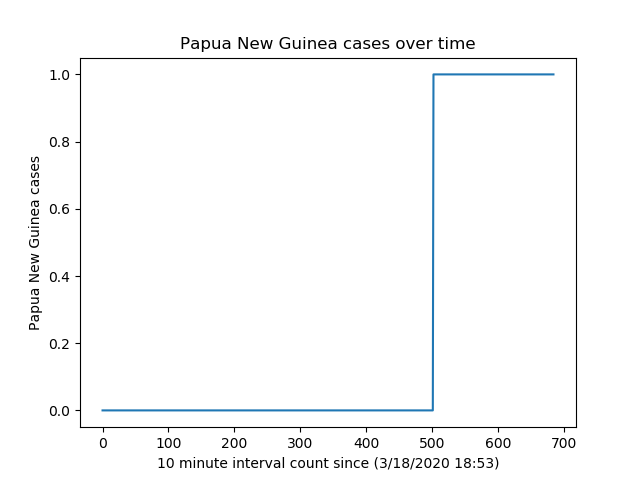 Papua New Guinea cases over time
1.0
0.8
0.6
0.4
0.2
0.0
Papua New Guinea cases
0 100 200 300 400 500 600 700
10 minute interval count since (3/18/2020 18:53)